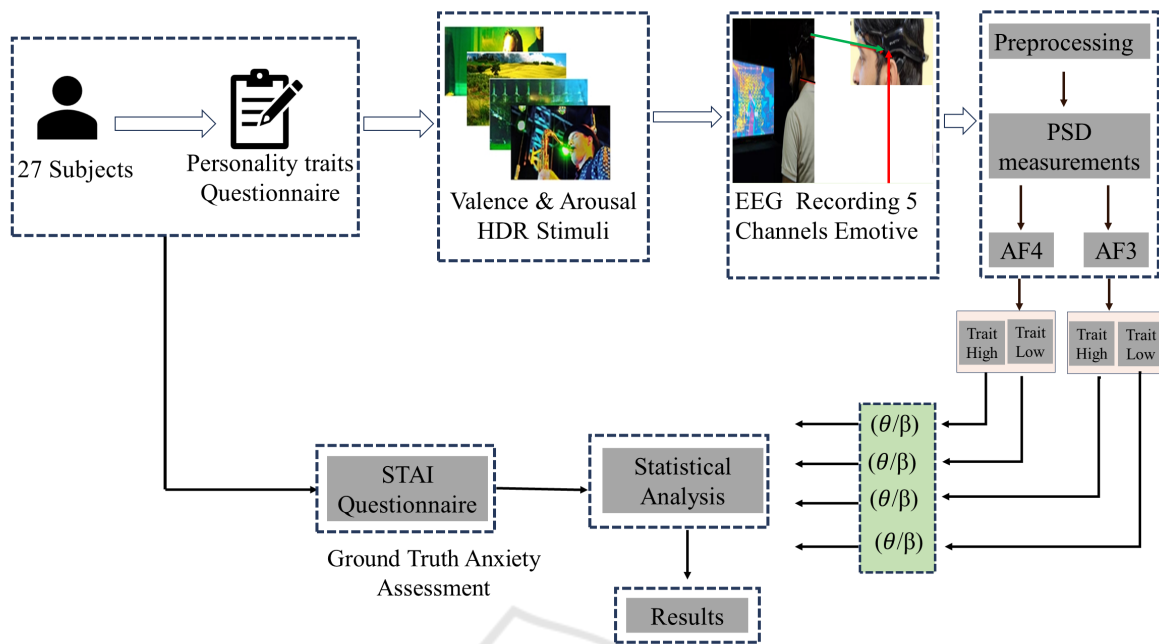 27 Subjects
Personality traits
Questionnaire
Valence & Arousal
HDR Stimuli
EEG Recording 5
Channels Emotive
Preprocessing
PSD
measurements
AF4
AF3
Trait
High
Trait
Low
Trait
High
Trait
Low
(θ/β)
(θ/β)
(θ/β)
(θ/β)
STAI
Questionnaire
Ground Truth Anxiety
Assessment
Statistical
Analysis
Results